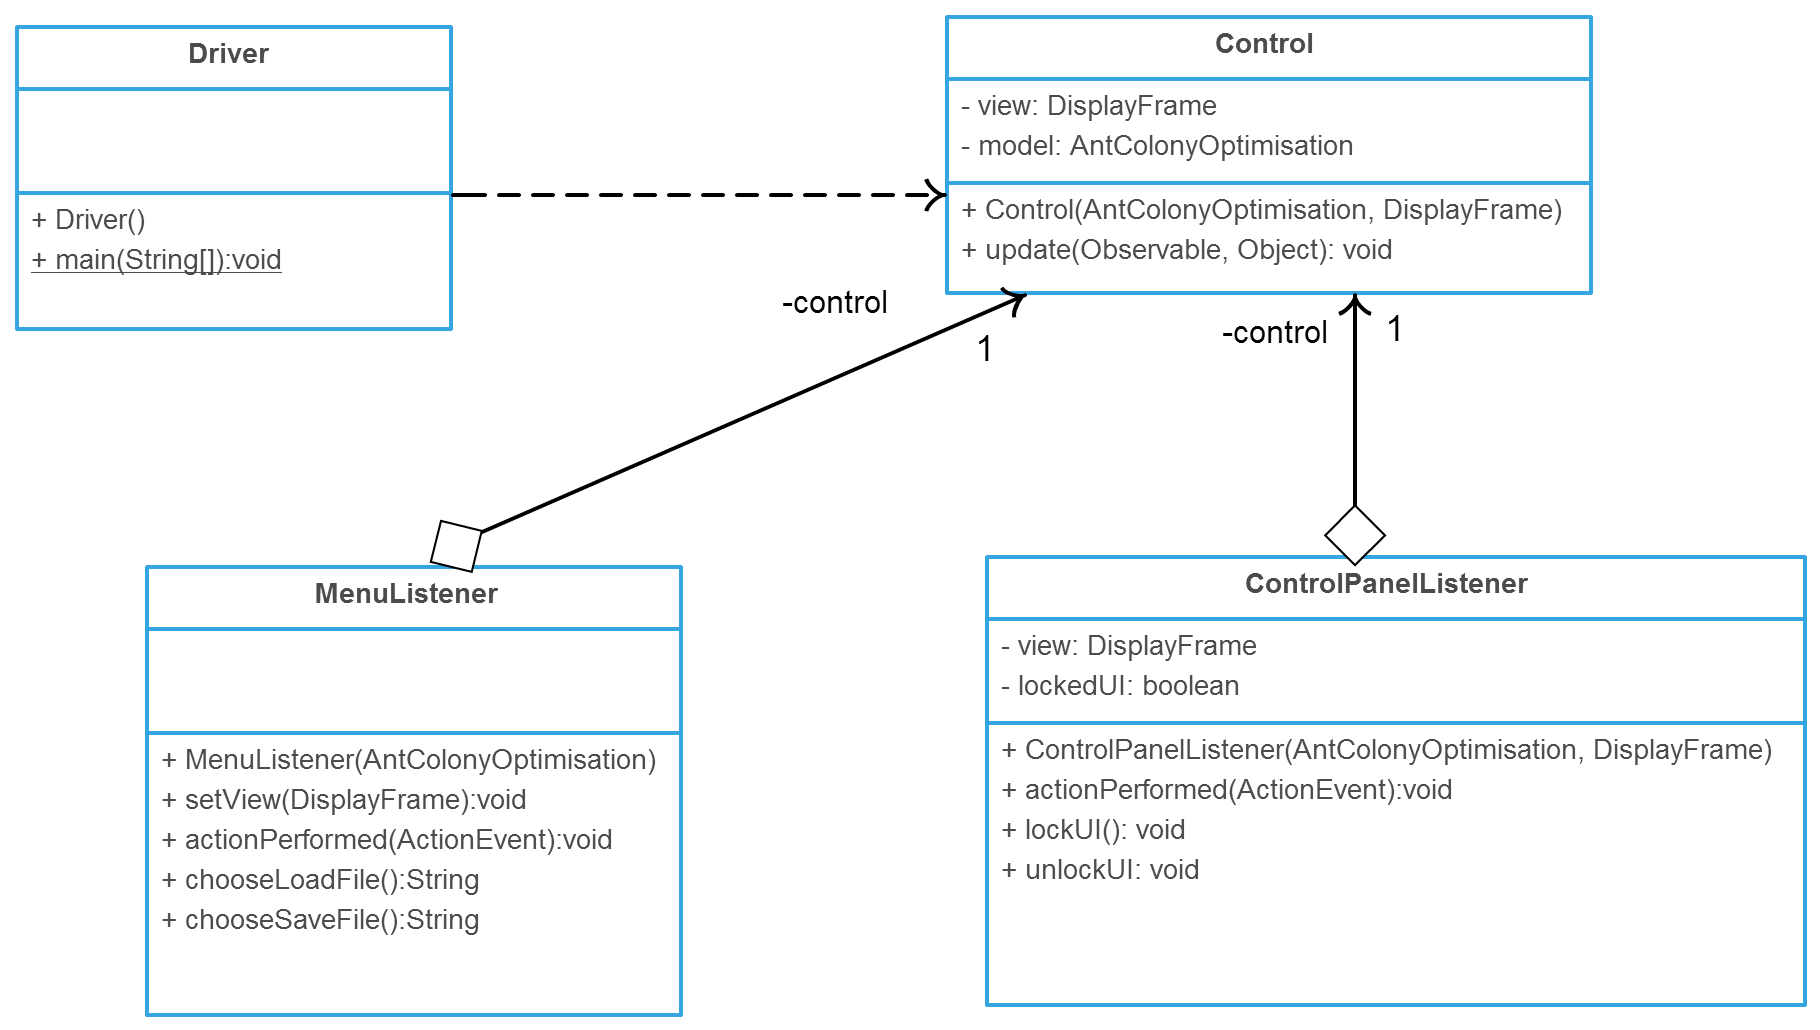 Driver
+ Driver()
+ main(String[]):void
Control
- view: DisplayFrame
- model: AntColonyOptimisation
+ Control(AntColonyOptimisation, DisplayFrame)
+ update(Observable, Object): void
-control
1
-control
1
MenuListener
+ MenuListener(AntColonyOptimisation)
+ setView(DisplayFrame):void
+ actionPerformed(ActionEvent):void
+ chooseLoadFile():String
+ chooseSaveFile():String
ControlPanelListener
- view: DisplayFrame
- lockedUI: boolean
+ ControlPanelListener(AntColonyOptimisation, DisplayFrame)
+ actionPerformed(ActionEvent):void
+ lockUI(): void
+ unlockUI: void